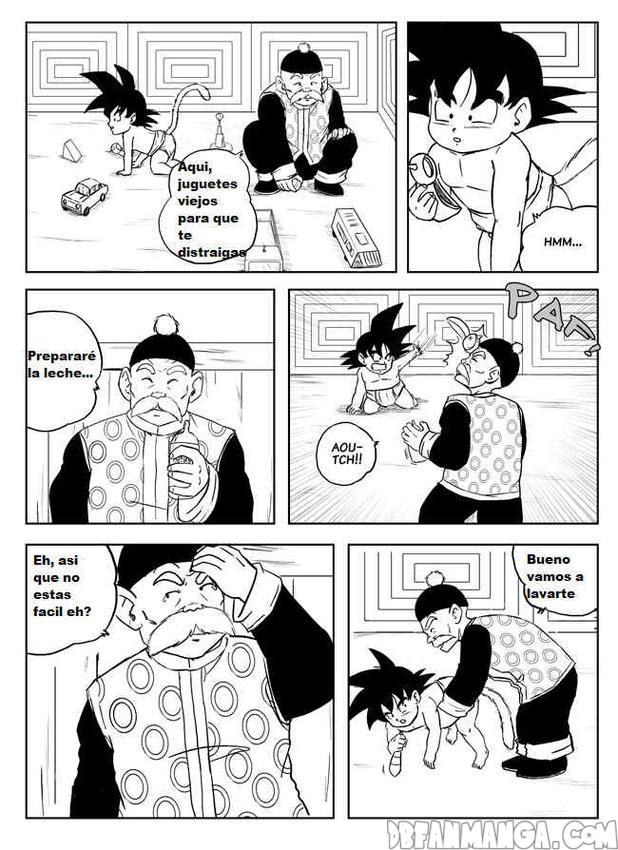 Aqui,
juguetes
viejos
para que
te
distraigas
HMM...
Prepararé
la leche...
PAF!
AOU-
TCH!!
Eh, asi
que no
estas
facil eh?
Bueno
vamos a
lavarte
DBFANMANGA.COM